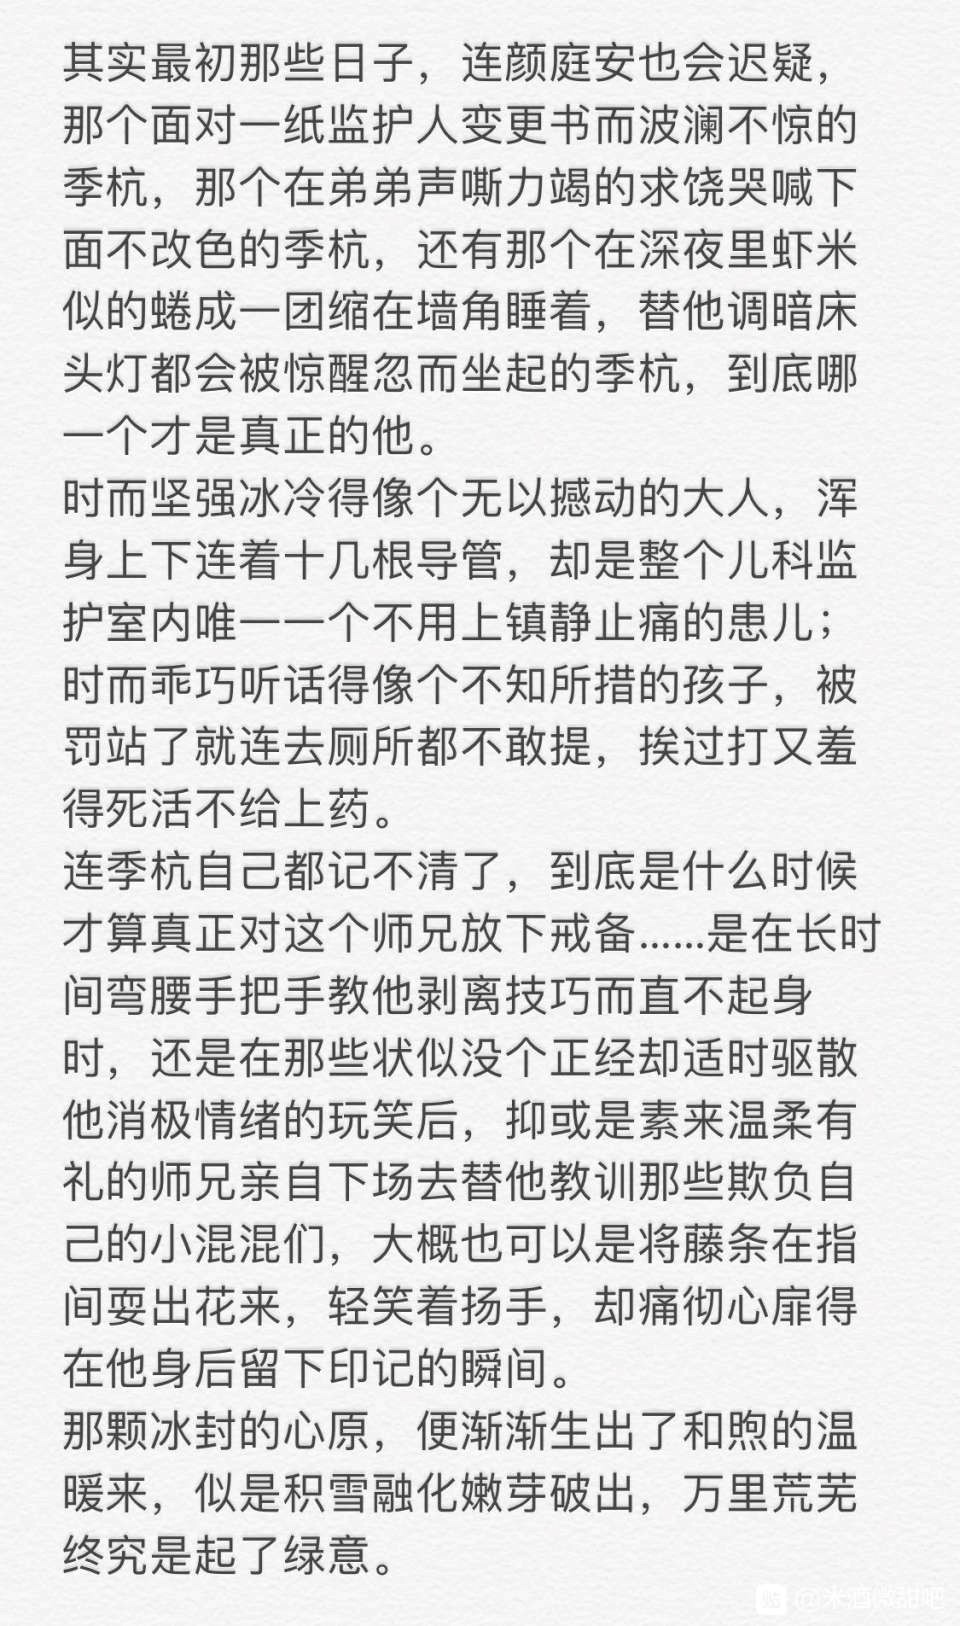 其实最初那些日子，连颜庭安也会迟疑，
那个面对一纸监护人变更书而波澜不惊的
季杭，那个在弟弟声嘶力竭的求饶哭喊下
面不改色的季杭，还有那个在深夜里虾米
似的蜷成一团缩在墙角睡着，替他调暗床
头灯都会被惊醒忽而坐起的季杭，到底哪
一个才是真正的他。
时而坚强冰冷得像个无以撼动的大人，浑
身上下连着十几根导管，却是整个儿科监
护室内唯一一个不用上镇静止痛的患儿；
时而乖巧听话得像个不知所措的孩子，被
罚站了就连去厕所都不敢提，挨过打又羞
得死活不给上药。
连季杭自己都记不清了，到底是什么时候
才算真正对这个师兄放下戒备……是在长时
间弯腰手把手教他剥离技巧而直不起身
时，还是在那些状似没个正经却适时驱散
他消极情绪的玩笑后，抑或是素来温柔有
礼的师兄亲自下场去替他教训那些欺负自
己的小混混们，大概也可以是将藤条在指
间耍出花来，轻笑着扬手，却痛彻心扉得
在他身后留下印记的瞬间。
那颗冰封的心原，便渐渐生出了和煦的温
暖来，似是积雪融化嫩芽破出，万里荒芜
终究是起了绿意。